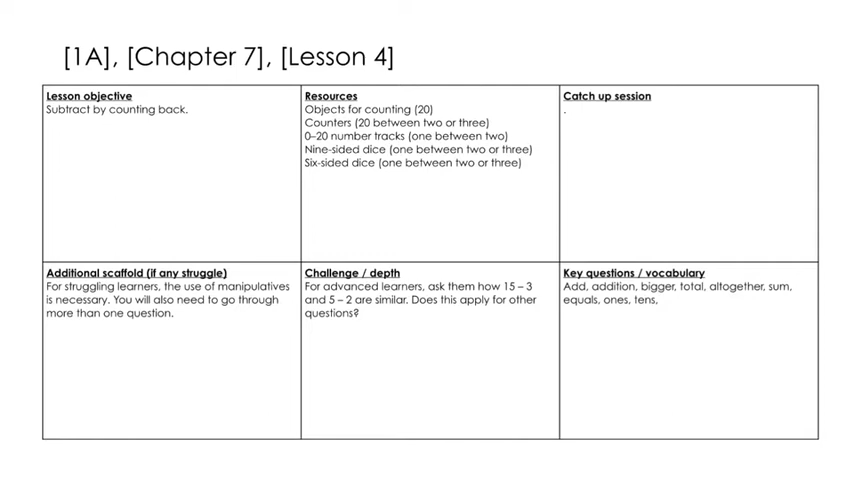 [1A], [Chapter 7], [Lesson 4]
Lesson objective
Subtract by counting back.
Resources
Objects for counting (20)
Counters (20 between two or three)
0–20 number tracks (one between two)
Nine-sided dice (one between two or three)
Six-sided dice (one between two or three)
Catch up session
.
Additional scaffold (if any struggle)
For struggling learners, the use of manipulatives
is necessary. You will also need to go through
more than one question.
Challenge / depth
For advanced learners, ask them how 15 – 3
and 5 – 2 are similar. Does this apply for other
questions?
Key questions / vocabulary
Add, addition, bigger, total, altogether, sum,
equals, ones, tens,